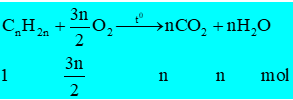 CₙH₂ₙ + 3n/2 O₂ —t⁰→ nCO₂ + nH₂O
1 3n/2 n n mol